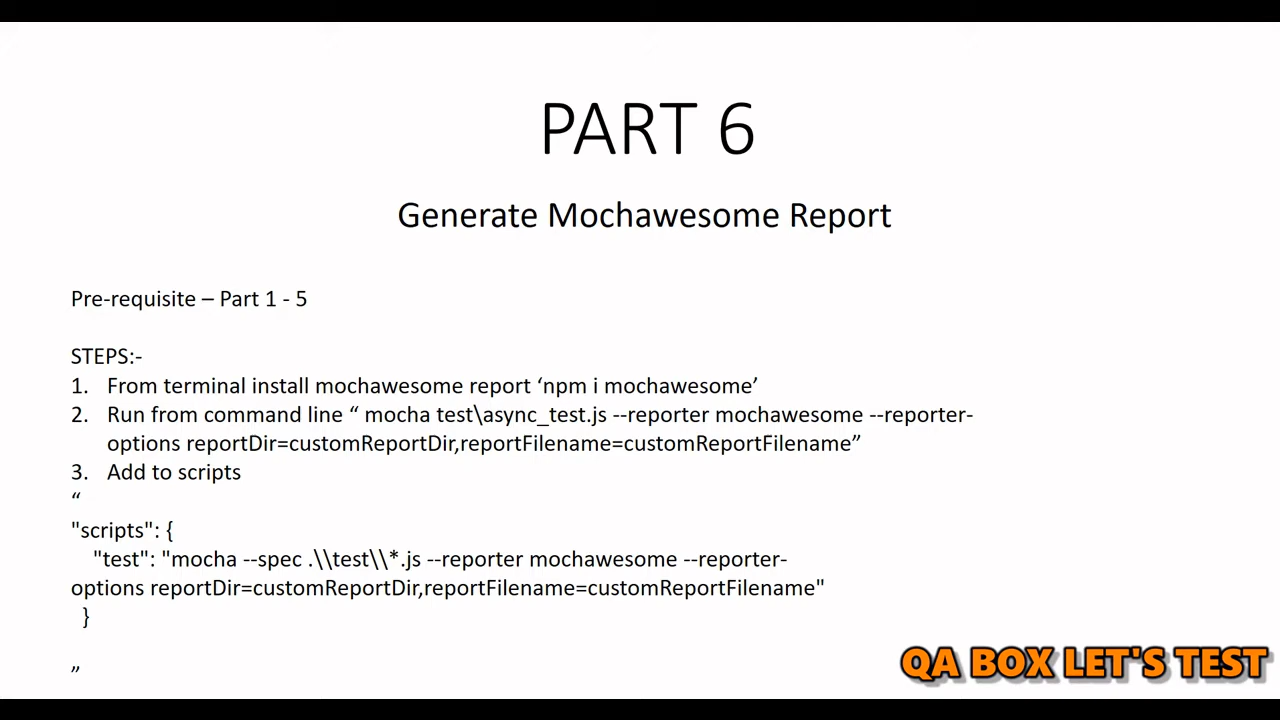 PART 6
Generate Mochawesome Report
Pre-requisite – Part 1 - 5
STEPS:-
1. From terminal install mochawesome report ‘npm i mochawesome’
2. Run from command line “ mocha test\async_test.js --reporter mochawesome --reporter-
options reportDir=customReportDir,reportFilename=customReportFilename”
3. Add to scripts
“
"scripts": {
"test": "mocha --spec .\\test\\*.js --reporter mochawesome --reporter-
options reportDir=customReportDir,reportFilename=customReportFilename"
}
”
QA BOX LET'S TEST